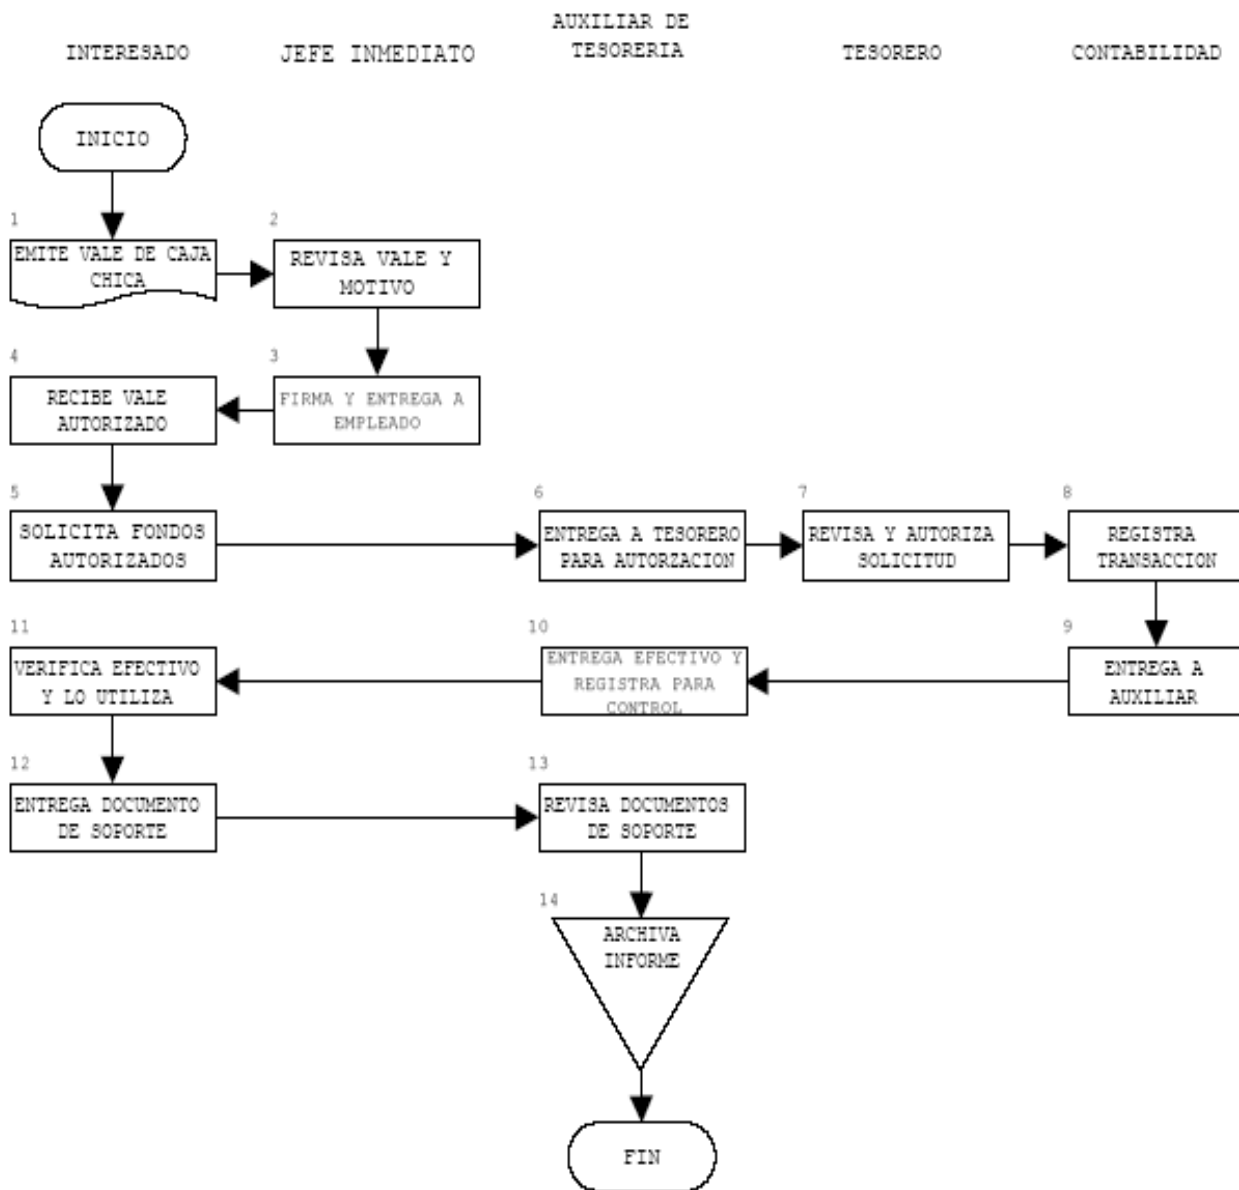 AUXILIAR DE
TESORERIA
INTERESADO
JEFE INMEDIATO
TESORERO
CONTABILIDAD
INICIO
1
EMITE VALE DE CAJA
CHICA
2
REVISA VALE Y
MOTIVO
4
RECIBE VALE
AUTORIZADO
3
FIRMA Y ENTREGA A
EMPLEADO
5
SOLICITA FONDOS
AUTORIZADOS
6
ENTREGA A TESORERO
PARA AUTORZACION
7
REVISA Y AUTORIZA
SOLICITUD
8
REGISTRA
TRANSACCION
11
VERIFICA EFECTIVO
Y LO UTILIZA
10
ENTREGA EFECTIVO Y
REGISTRA PARA
CONTROL
9
ENTREGA A
AUXILIAR
12
ENTREGA DOCUMENTO
DE SOPORTE
13
REVISA DOCUMENTOS
DE SOPORTE
14
ARCHIVA
INFORME
FIN